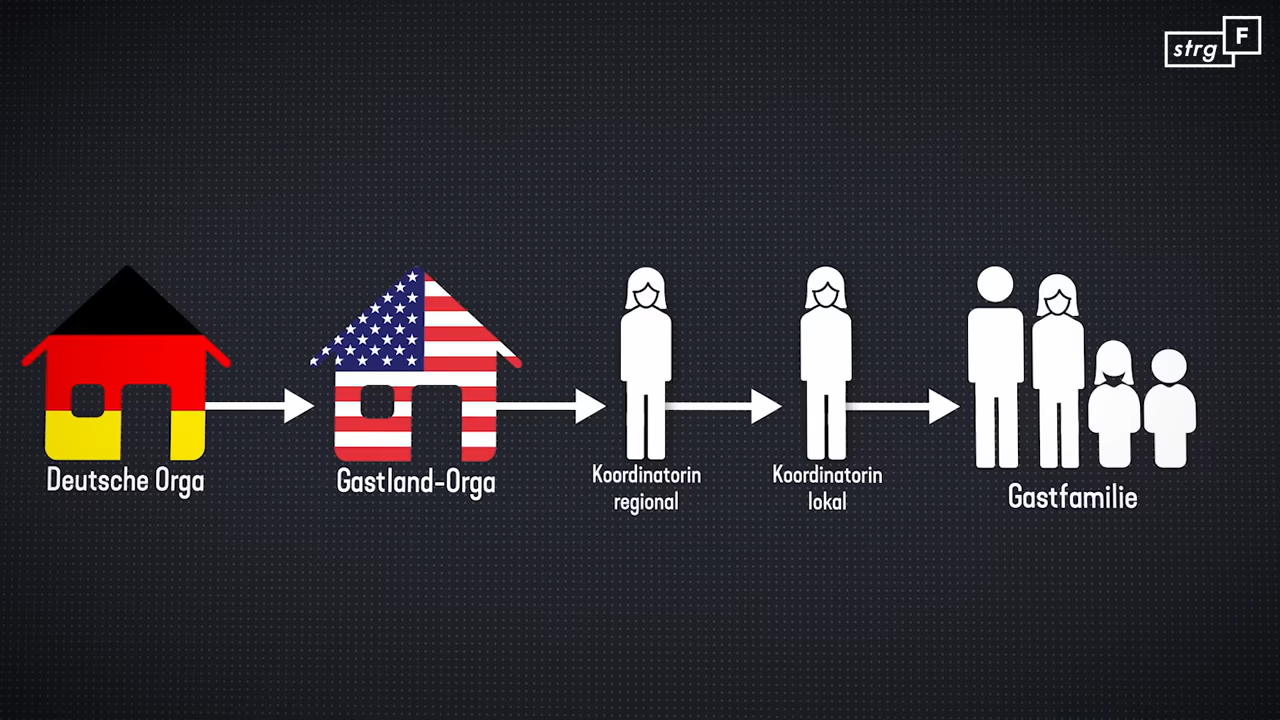 strg F
Deutsche Orga
Gastland-Orga
Koordinatorin
regional
Koordinatorin
lokal
Gastfamilie